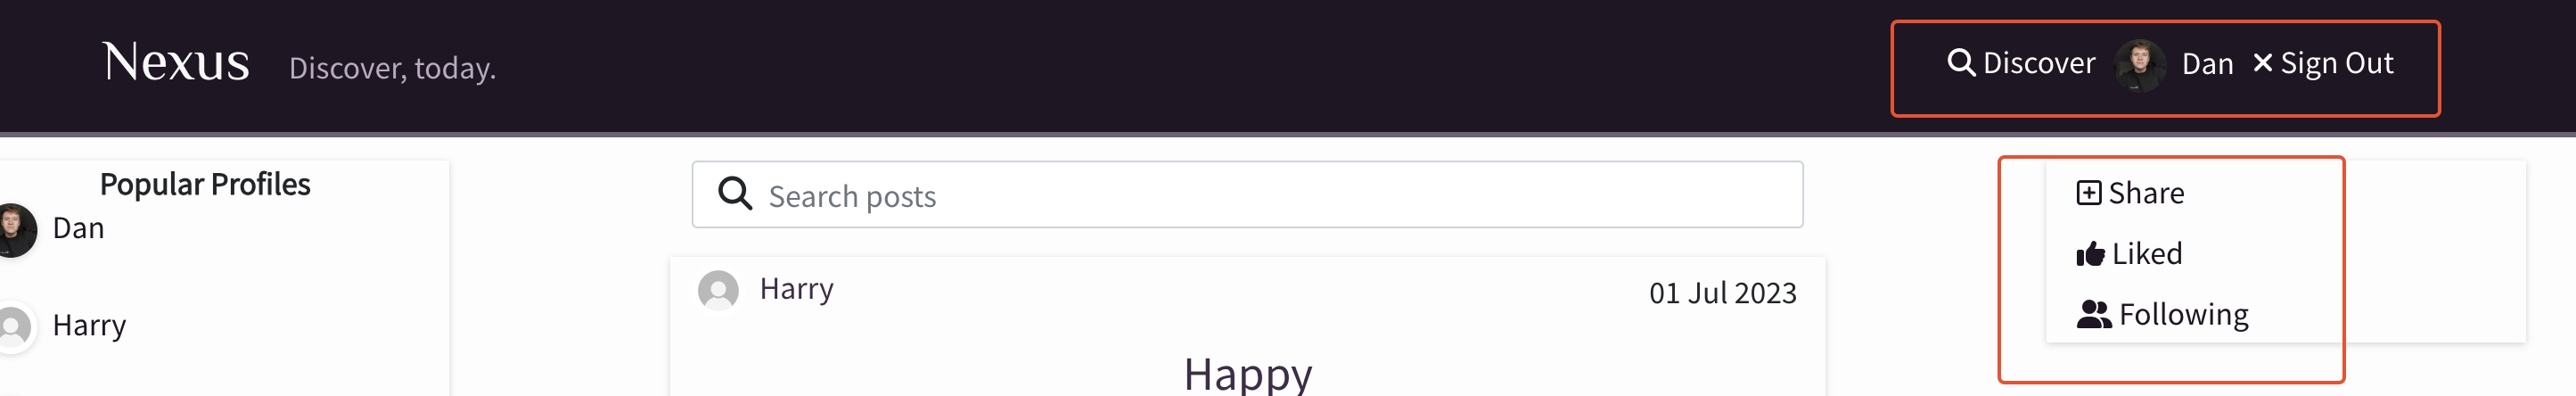 Nexus
Discover, today.
Discover
Dan
Sign Out
Popular Profiles
Dan
Harry
Search posts
Harry
01 Jul 2023
Happy
Share
Liked
Following